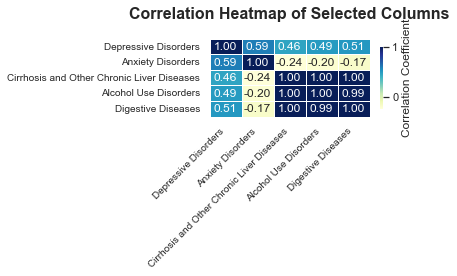 Correlation Heatmap of Selected Columns
Depressive Disorders 1.00 0.59 0.46 0.49 0.51
Anxiety Disorders 0.59 1.00 -0.24 -0.20 -0.17
Cirrhosis and Other Chronic Liver Diseases 0.46 -0.24 1.00 1.00 1.00
Alcohol Use Disorders 0.49 -0.20 1.00 1.00 0.99
Digestive Diseases 0.51 -0.17 1.00 0.99 1.00
Depressive Disorders
Anxiety Disorders
Cirrhosis and Other Chronic Liver Diseases
Alcohol Use Disorders
Digestive Diseases
1
0
Correlation Coefficient